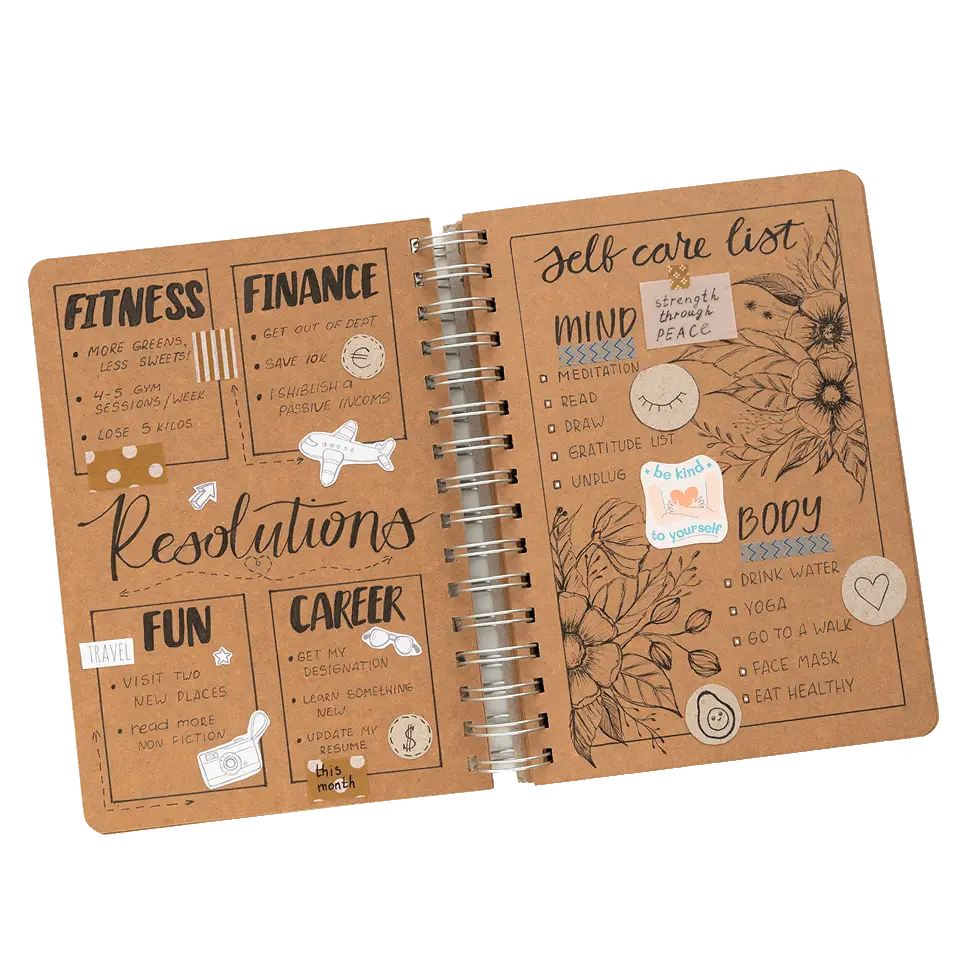 FITNESS
• MORE GREENS,
LESS SWEETS!
• 4-5 GYM
SESSIONS/WEEK
• LOSE 5 KILOS
FINANCE
• GET OUT OF DEPT
• SAVE 10K
€
• ISHIBLISH A
PASSIVE INCOMS
Resolutions
FUN
TRAVEL
• VISIT TWO
NEW PLACES
• read more
NON FICTION
CAREER
• GET MY
DESIGNATION
• LEARN SOMETHING
NEW
• UPDATE MY
RESUME
$
this
month
self care list
strength
through
PEACE
MIND
MEDITATION
READ
DRAW
GRATITUDE LIST
UNPLUG
be kind
to yourself
BODY
DRINK WATER
YOGA
GO TO A WALK
FACE MASK
EAT HEALTHY